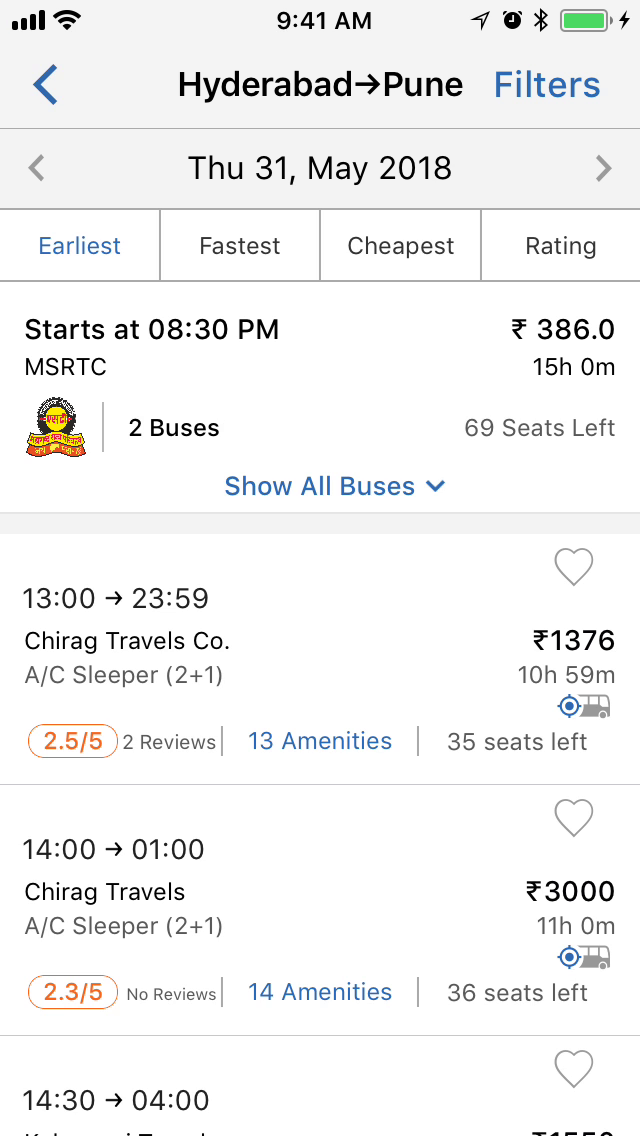 9:41 AM
Hyderabad→Pune
Filters
Thu 31, May 2018
Earliest
Fastest
Cheapest
Rating
Starts at 08:30 PM
₹ 386.0
MSRTC
15h 0m
2 Buses
69 Seats Left
Show All Buses
13:00 → 23:59
Chirag Travels Co.
₹1376
A/C Sleeper (2+1)
10h 59m
2.5/5
2 Reviews
13 Amenities
35 seats left
14:00 → 01:00
Chirag Travels
₹3000
A/C Sleeper (2+1)
11h 0m
2.3/5
No Reviews
14 Amenities
36 seats left
14:30 → 04:00